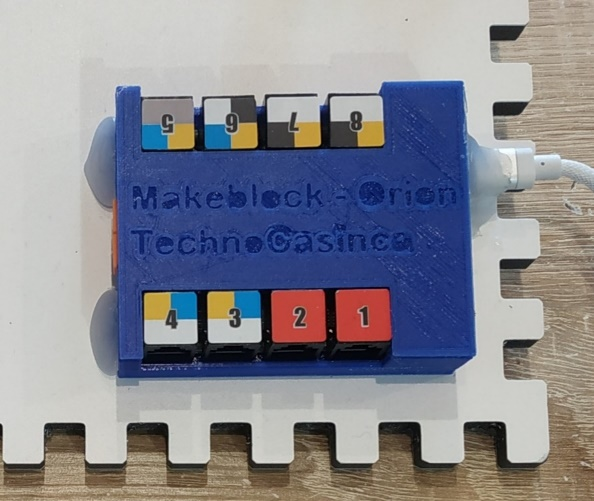 5 6 7 8
Makeblock - Orion
TechnoCasinca
4 3 2 1